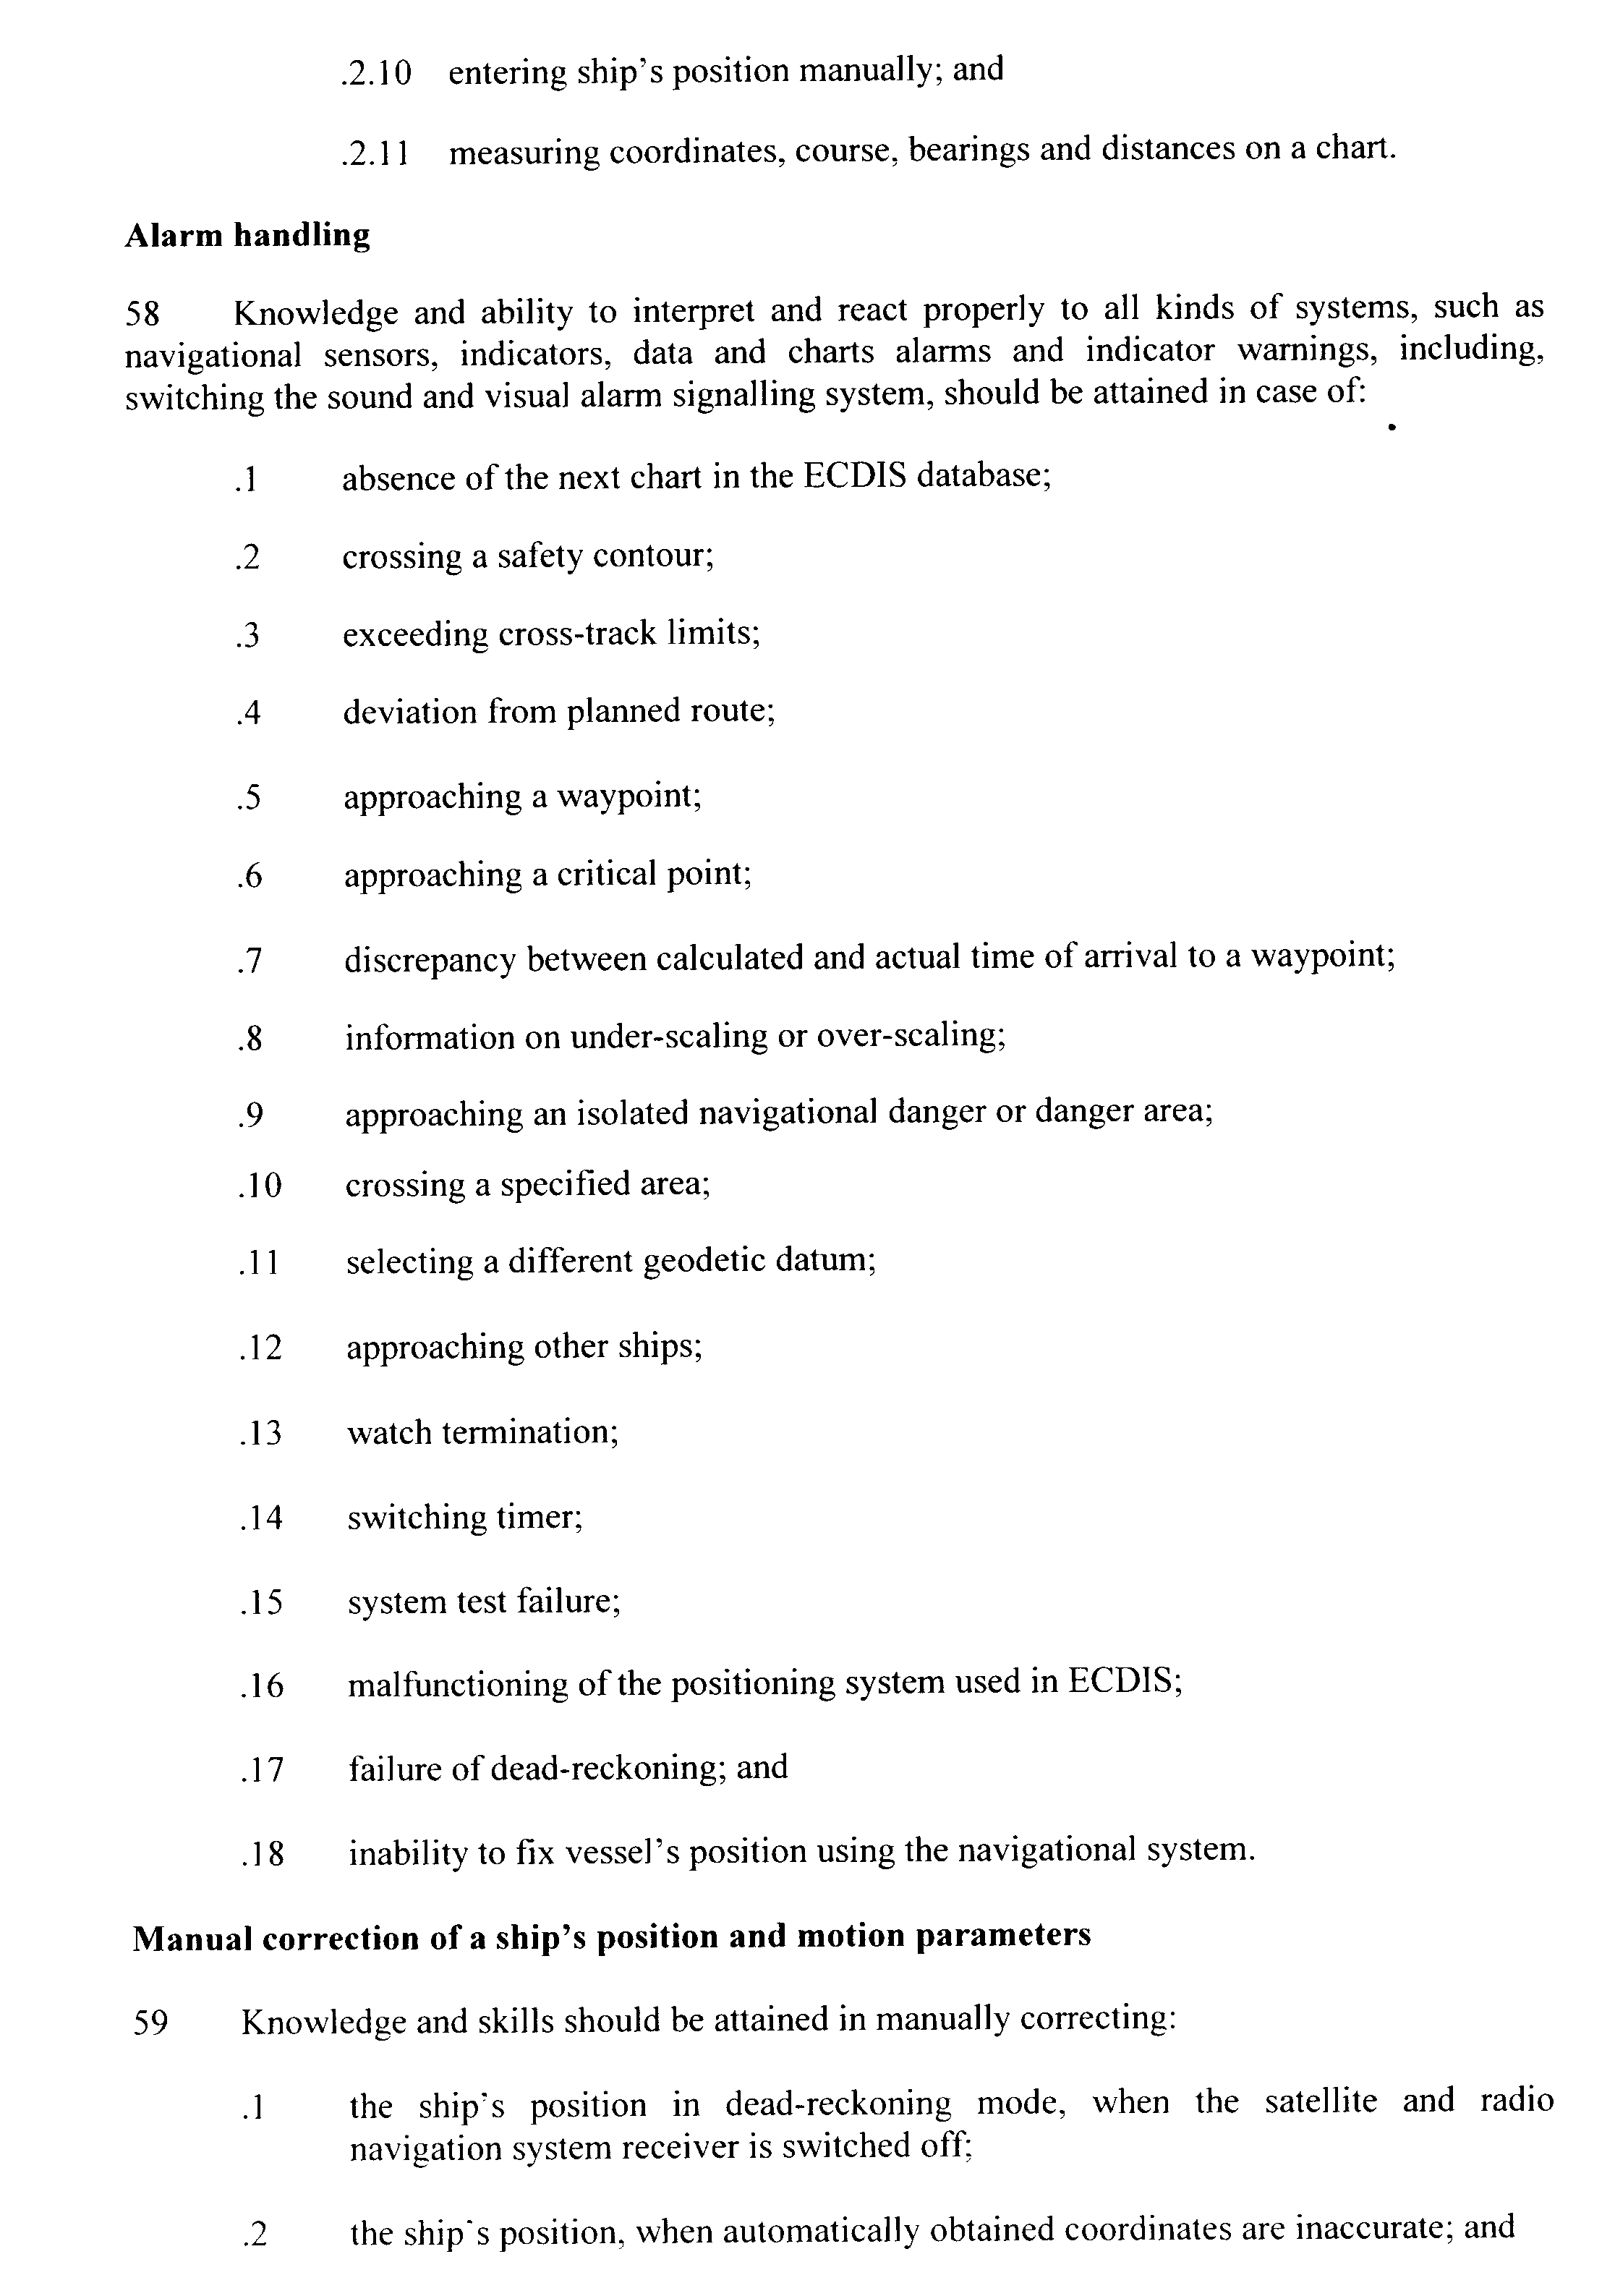 .2.10 entering ship's position manually; and
.2.11 measuring coordinates, course, bearings and distances on a chart.
Alarm handling
58 Knowledge and ability to interpret and react properly to all kinds of systems, such as
navigational sensors, indicators, data and charts alarms and indicator warnings, including,
switching the sound and visual alarm signalling system, should be attained in case of:
.1 absence of the next chart in the ECDIS database;
.2 crossing a safety contour;
.3 exceeding cross-track limits;
.4 deviation from planned route;
.5 approaching a waypoint;
.6 approaching a critical point;
.7 discrepancy between calculated and actual time of arrival to a waypoint;
.8 information on under-scaling or over-scaling;
.9 approaching an isolated navigational danger or danger area;
.10 crossing a specified area;
.11 selecting a different geodetic datum;
.12 approaching other ships;
.13 watch termination;
.14 switching timer;
.15 system test failure;
.16 malfunctioning of the positioning system used in ECDIS;
.17 failure of dead-reckoning; and
.18 inability to fix vessel's position using the navigational system.
Manual correction of a ship's position and motion parameters
59 Knowledge and skills should be attained in manually correcting:
.1 the ship's position in dead-reckoning mode, when the satellite and radio
navigation system receiver is switched off;
.2 the ship's position, when automatically obtained coordinates are inaccurate; and